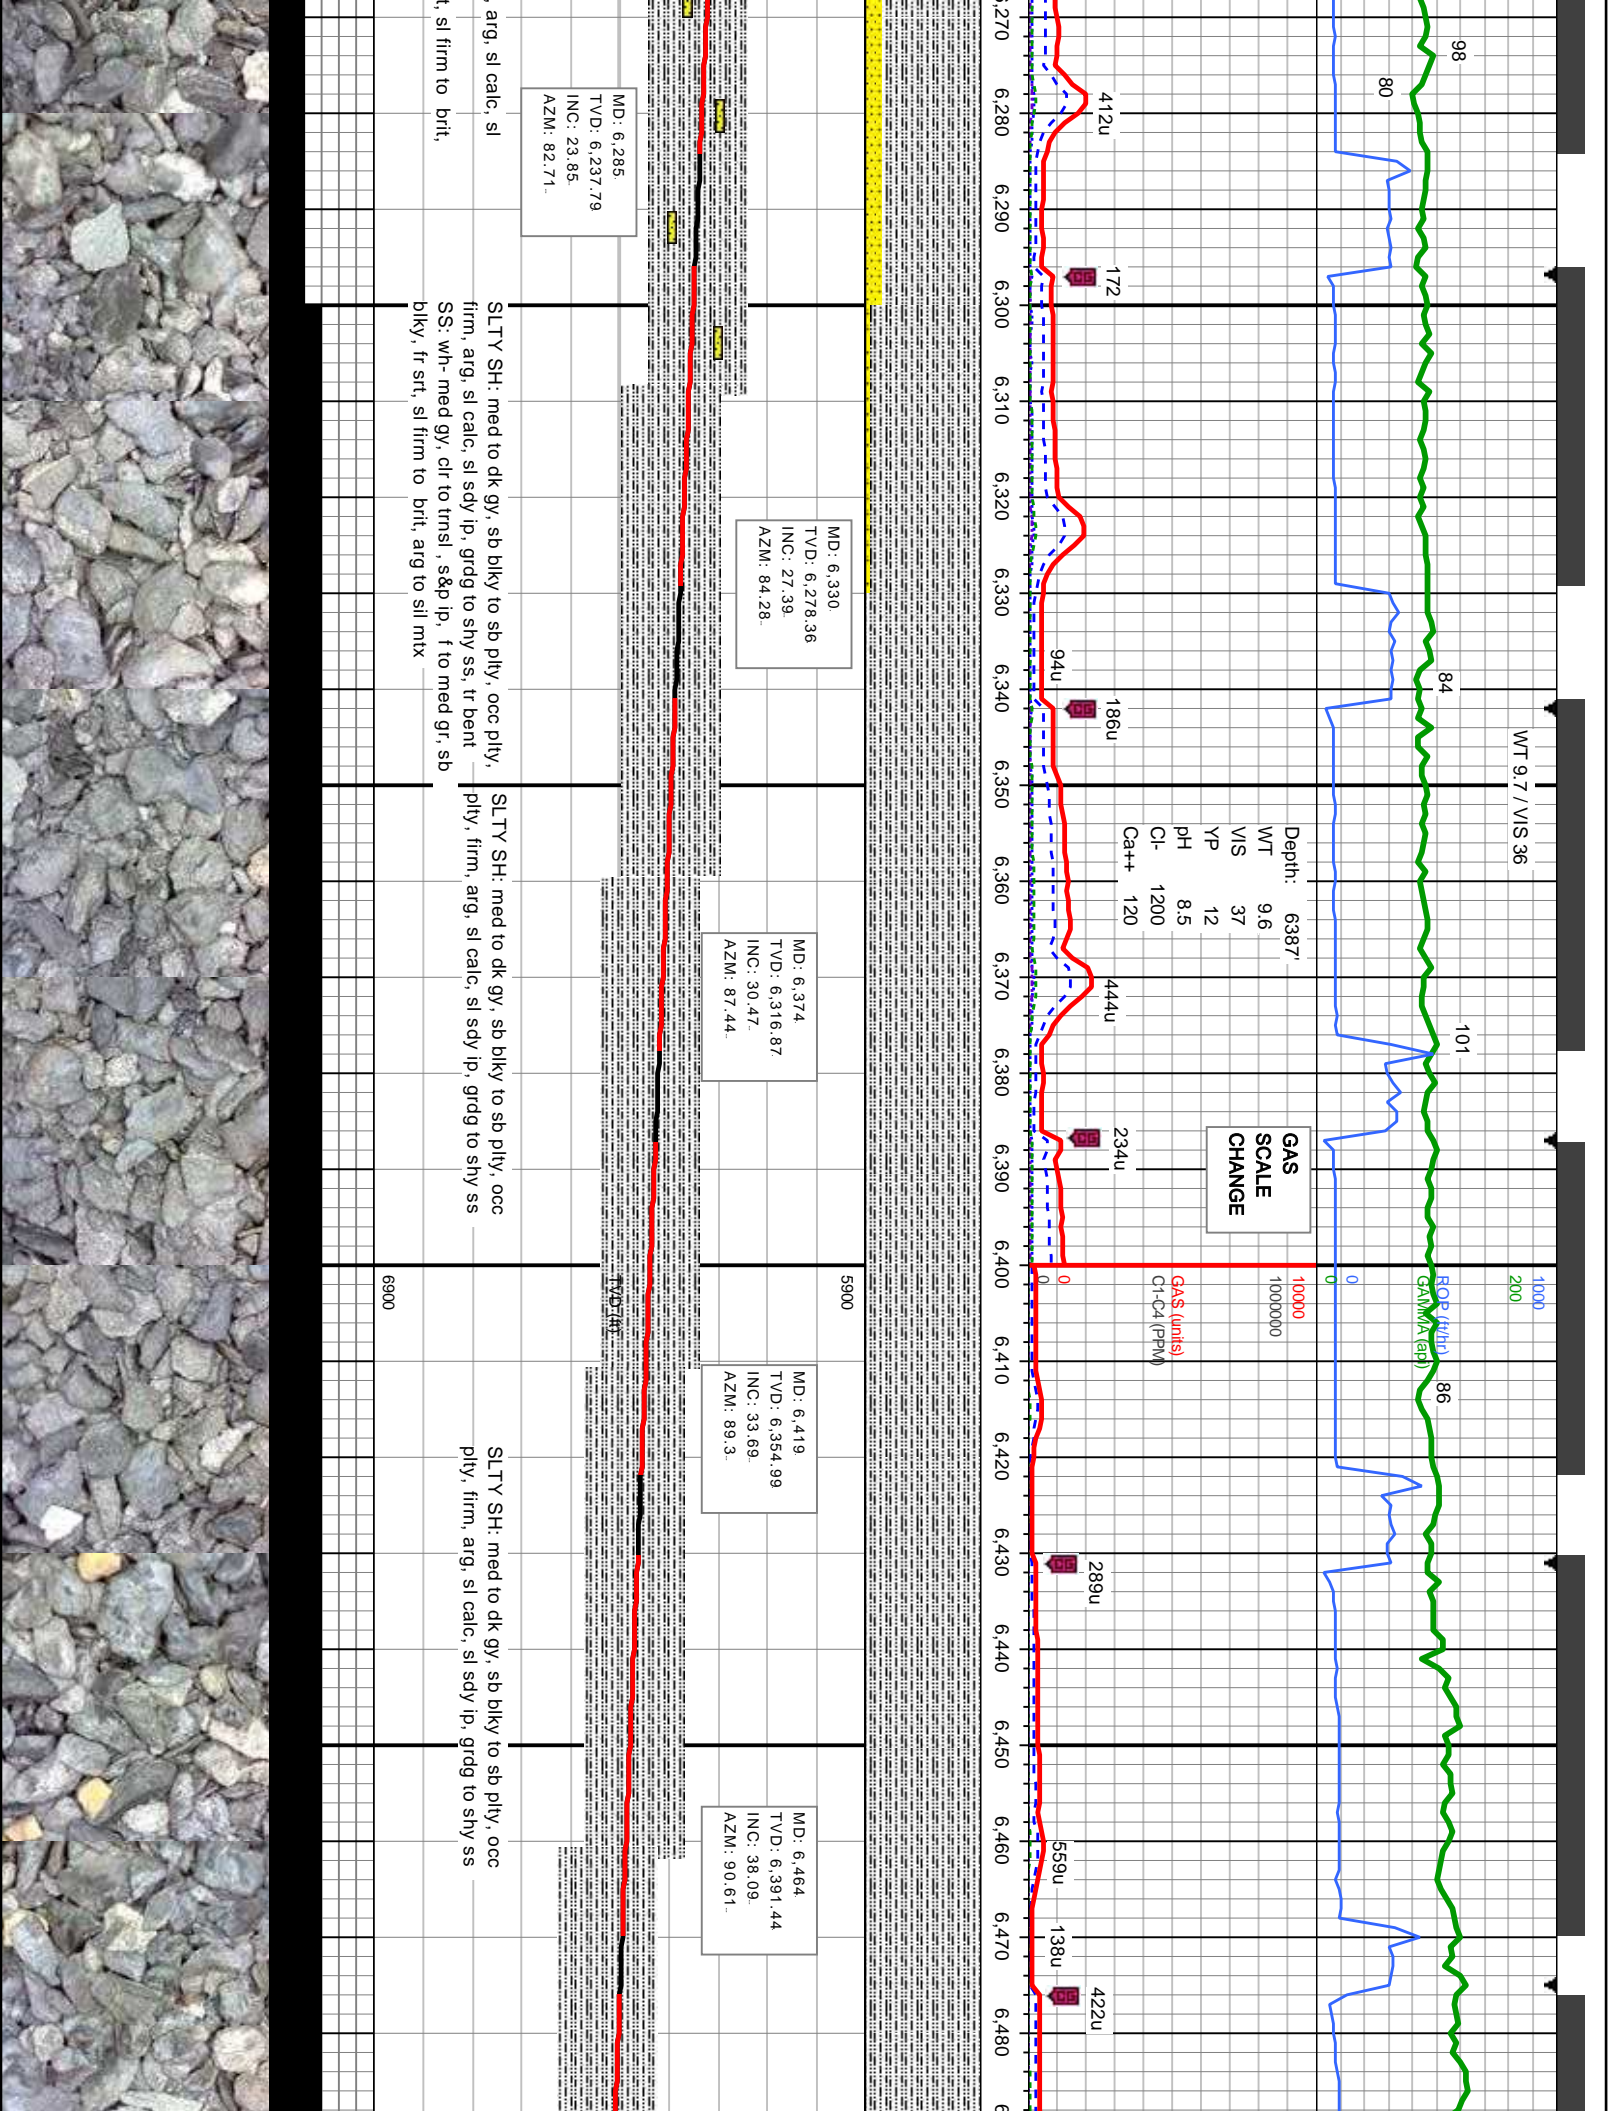 , arg, sl calc, sl
t, sl firm to brit,
MD: 6,285
TVD: 6,237.79
INC: 23.85
AZM: 82.71
SLTY SH: med to dk gy, sb blky to sb plty, occ plty,
firm, arg, sl calc, sl sdy ip, grdg to shy ss, tr bent
SS: wh- med gy, clr to trnsl , s&p ip, f to med gr, sb
blky, fr srt, sl firm to brit, arg to sil mtx
MD: 6,330
TVD: 6,278.36
INC: 27.39
AZM: 84.28
SLTY SH: med to dk gy, sb blky to sb plty, occ
plty, firm, arg, sl calc, sl sdy ip, grdg to shy ss
MD: 6,374
TVD: 6,316.87
INC: 30.47
AZM: 87.44
5900
TVD (ft)
6900
MD: 6,419
TVD: 6,354.99
INC: 33.69
AZM: 89.3
SLTY SH: med to dk gy, sb blky to sb plty, occ
plty, firm, arg, sl calc, sl sdy ip, grdg to shy ss
MD: 6,464
TVD: 6,391.44
INC: 38.09
AZM: 90.61
6,270
6,280
6,290
6,300
6,310
6,320
6,330
6,340
6,350
6,360
6,370
6,380
6,390
6,400
6,410
6,420
6,430
6,440
6,450
6,460
6,470
6,480
98
80
412u
172
94u
186u
84
WT 9.7 / VIS 36
Depth: 6387'
WT 9.6
VIS 37
YP 12
pH 8.5
Cl- 1200
Ca++ 120
444u
101
234u
GAS
SCALE
CHANGE
0 1000
ROP (ft/hr)
0 200
GAMMA (api)
0 10000
GAS (units)
0 1000000
C1-C4 (PPM)
86
289u
559u
138u
422u